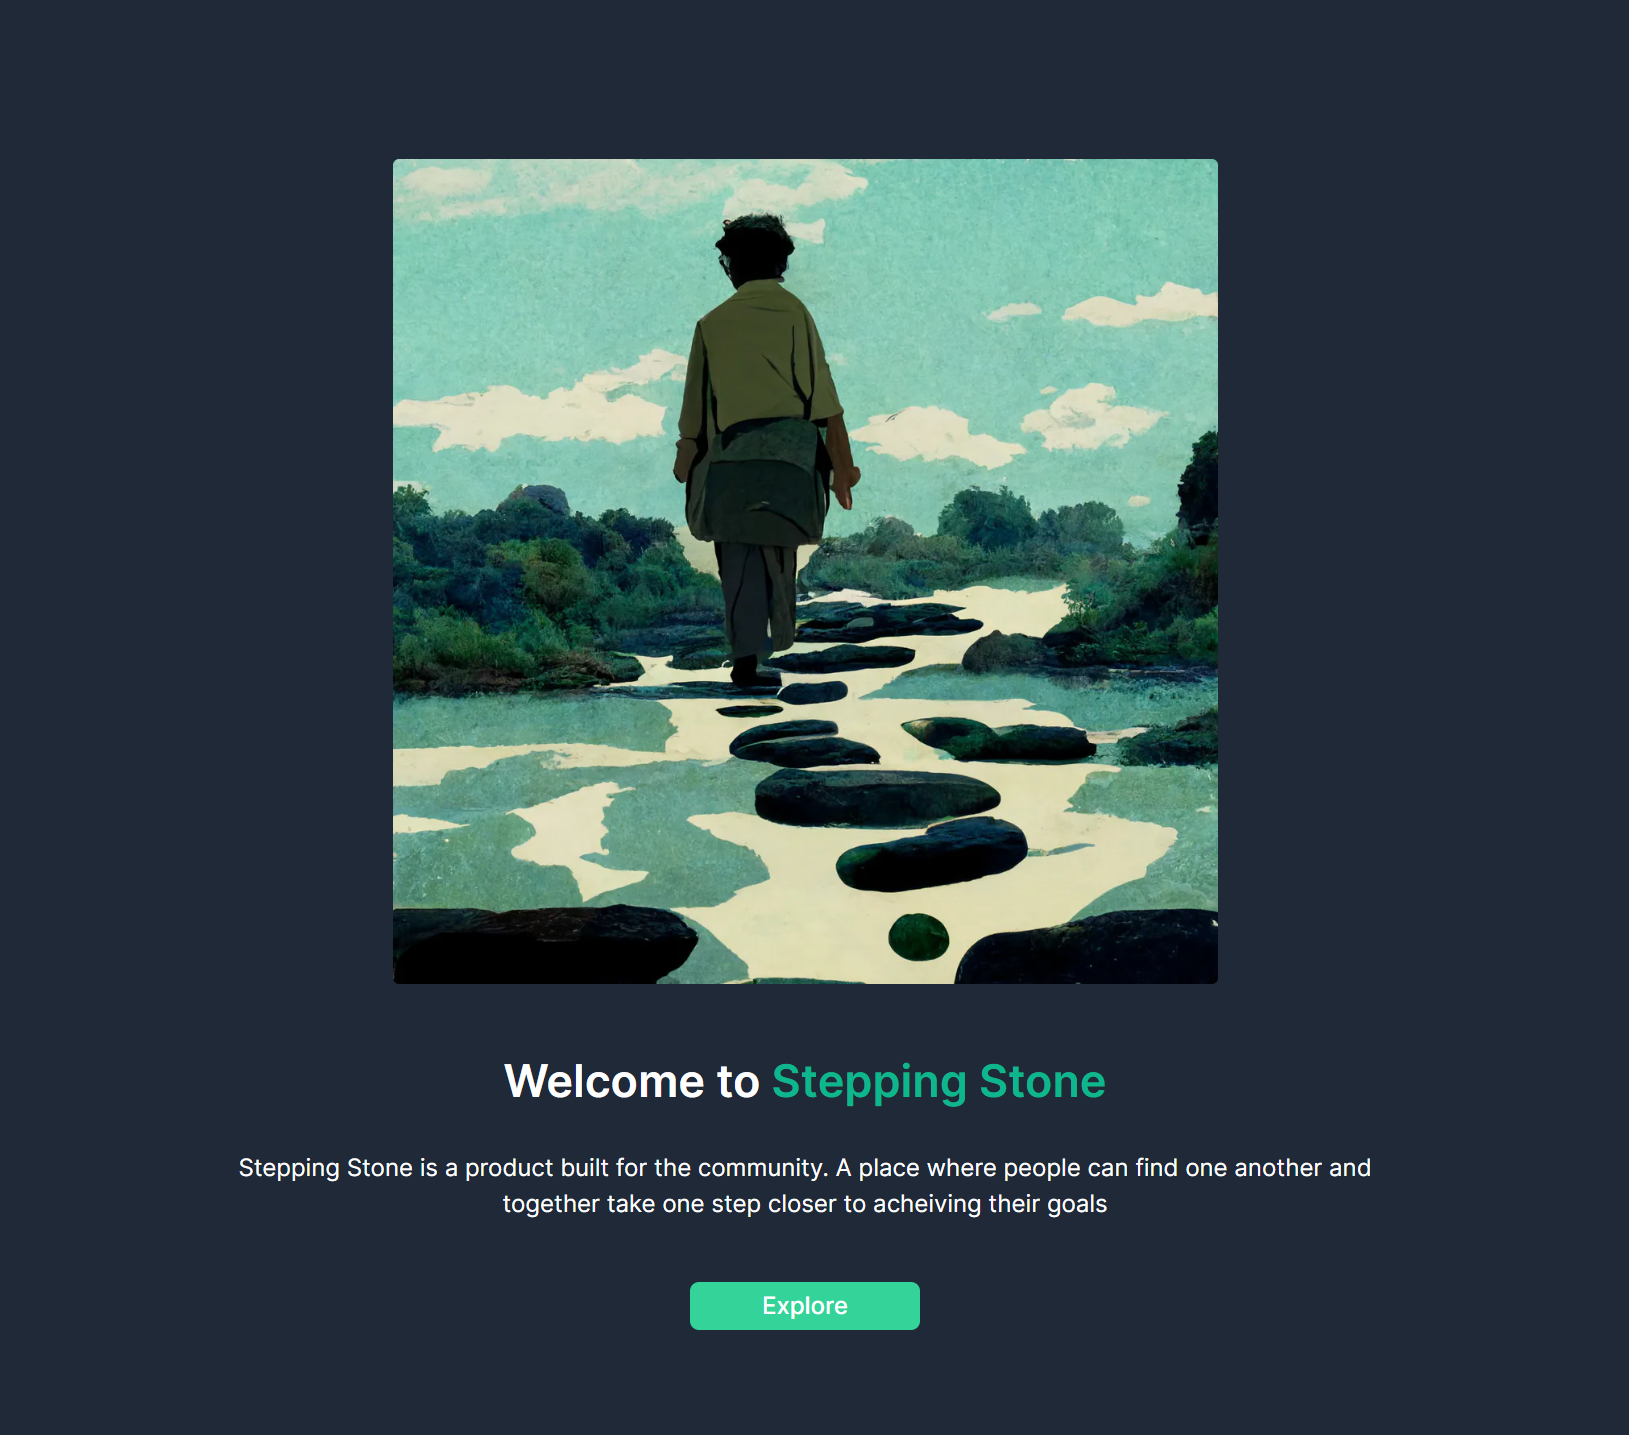 Welcome to Stepping Stone
Stepping Stone is a product built for the community. A place where people can find one another and
together take one step closer to acheiving their goals
Explore